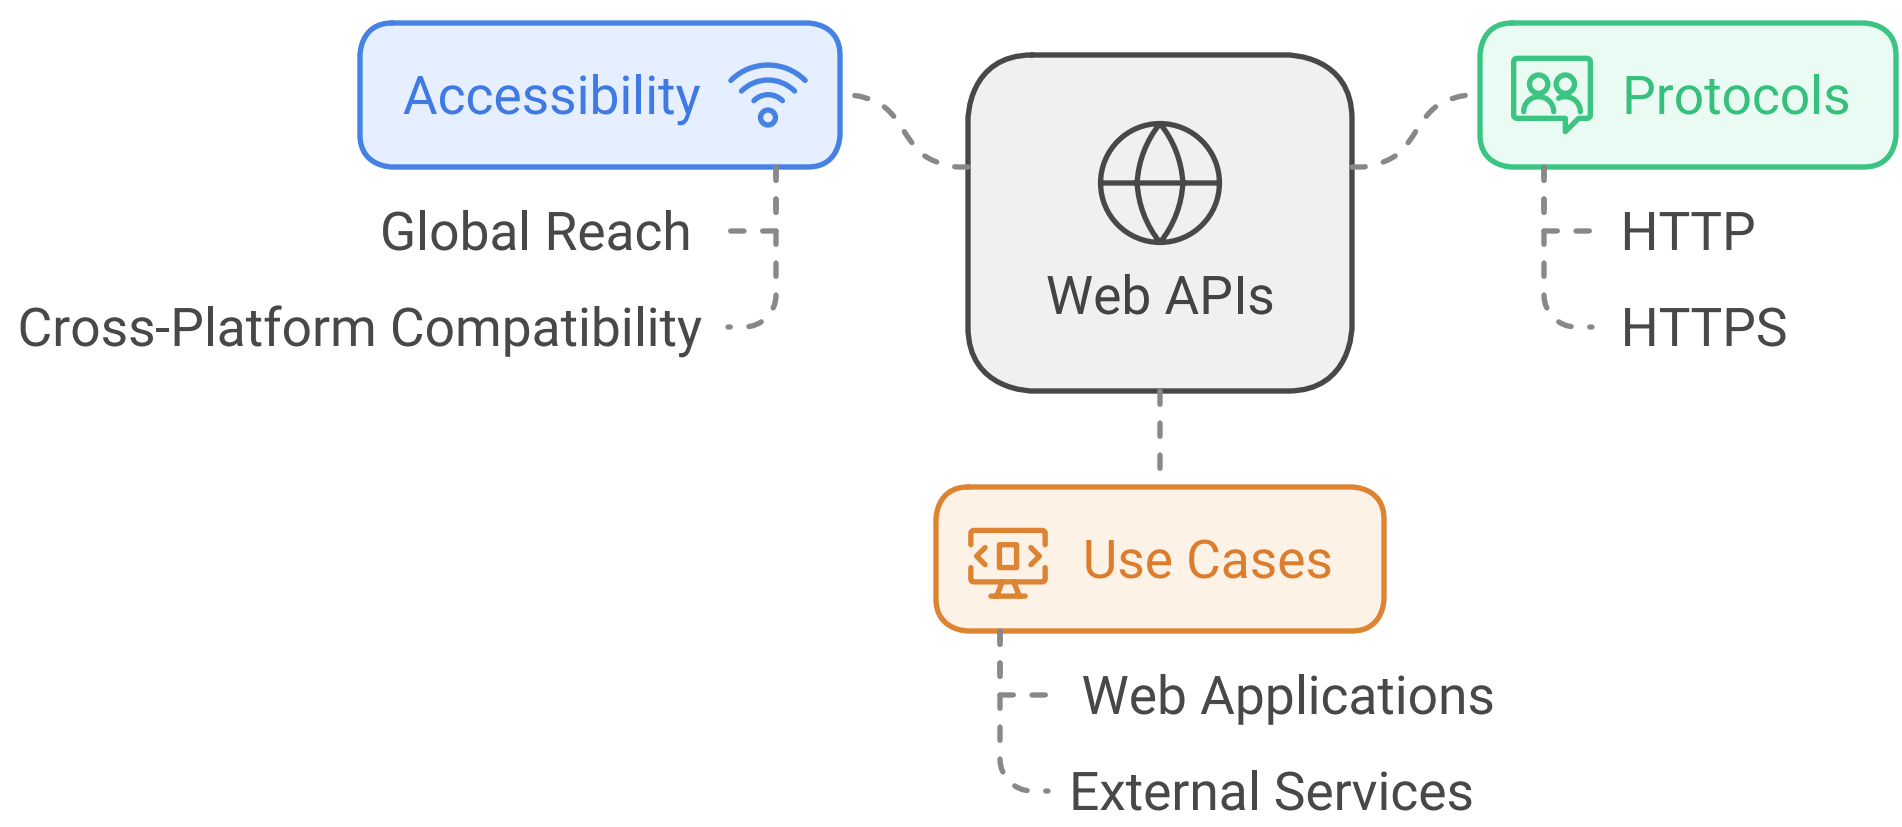 Accessibility
Global Reach
Cross-Platform Compatibility
Web APIs
Protocols
HTTP
HTTPS
Use Cases
Web Applications
External Services